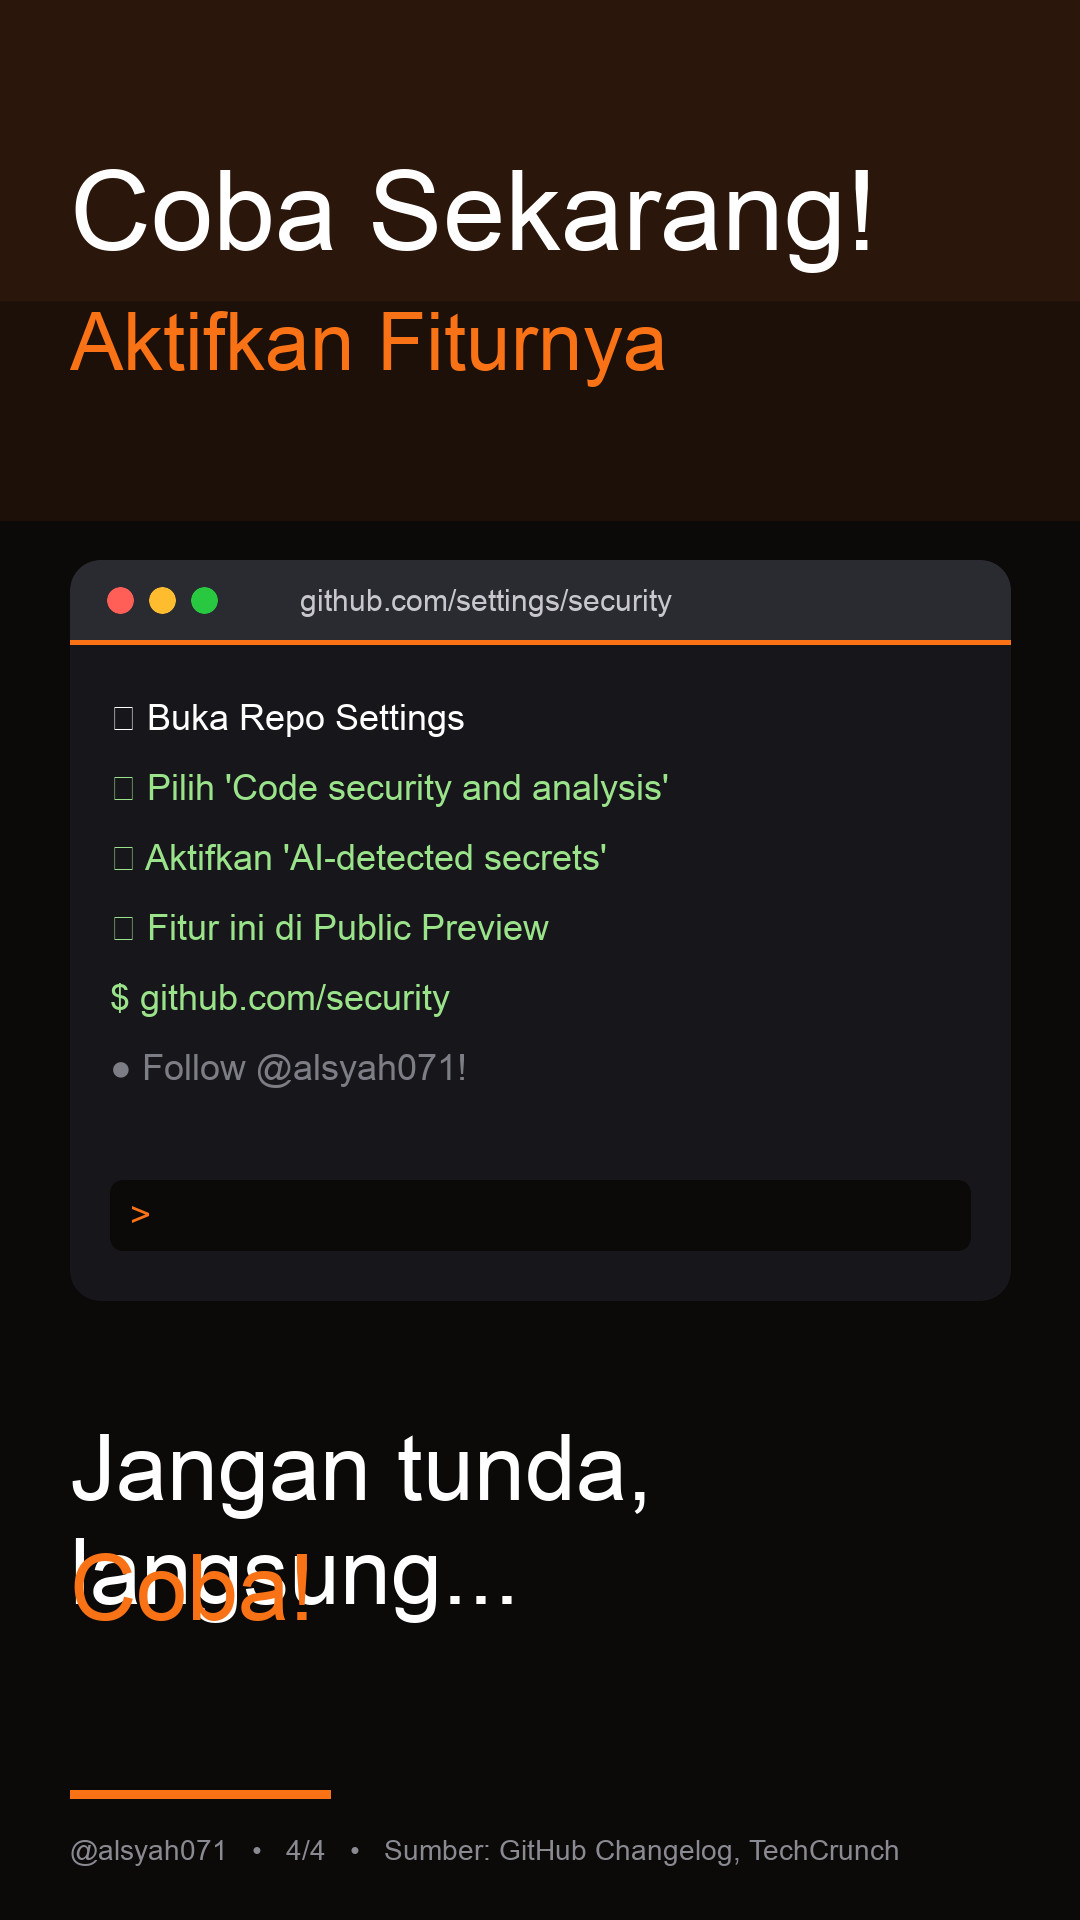 Coba Sekarang!
Aktifkan Fiturnya
github.com/settings/security
□ Buka Repo Settings
□ Pilih 'Code security and analysis'
□ Aktifkan 'AI-detected secrets'
□ Fitur ini di Public Preview
$ github.com/security
● Follow @alsyah071!
>
Jangan tunda,
langsung...
Coba!
@alsyah071 • 4/4 • Sumber: GitHub Changelog, TechCrunch